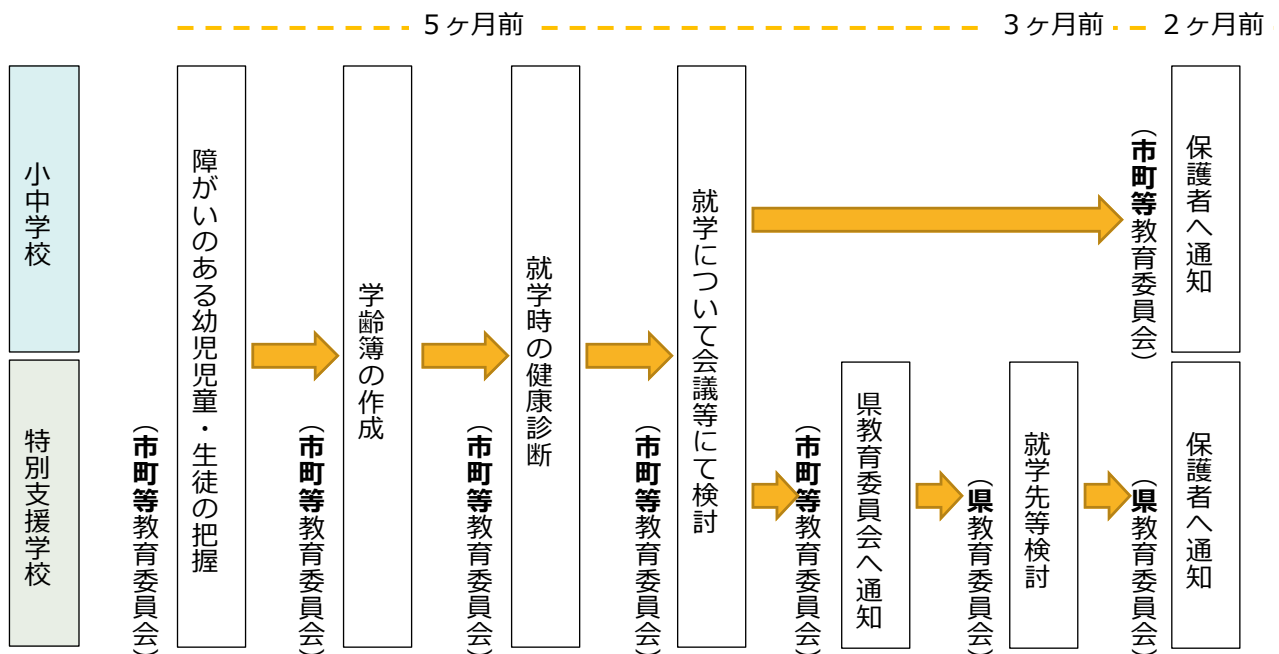 5ヶ月前
3ヶ月前
2ヶ月前
小中学校
特別支援学校
障がいのある幼児児童・生徒の把握
(市町等教育委員会)
学齢簿の作成
(市町等教育委員会)
就学時の健康診断
(市町等教育委員会)
就学について会議等にて検討
(市町等教育委員会)
保護者へ通知
(市町等教育委員会)
県教育委員会へ通知
(市町等教育委員会)
就学先等検討
(県教育委員会)
保護者へ通知
(県教育委員会)